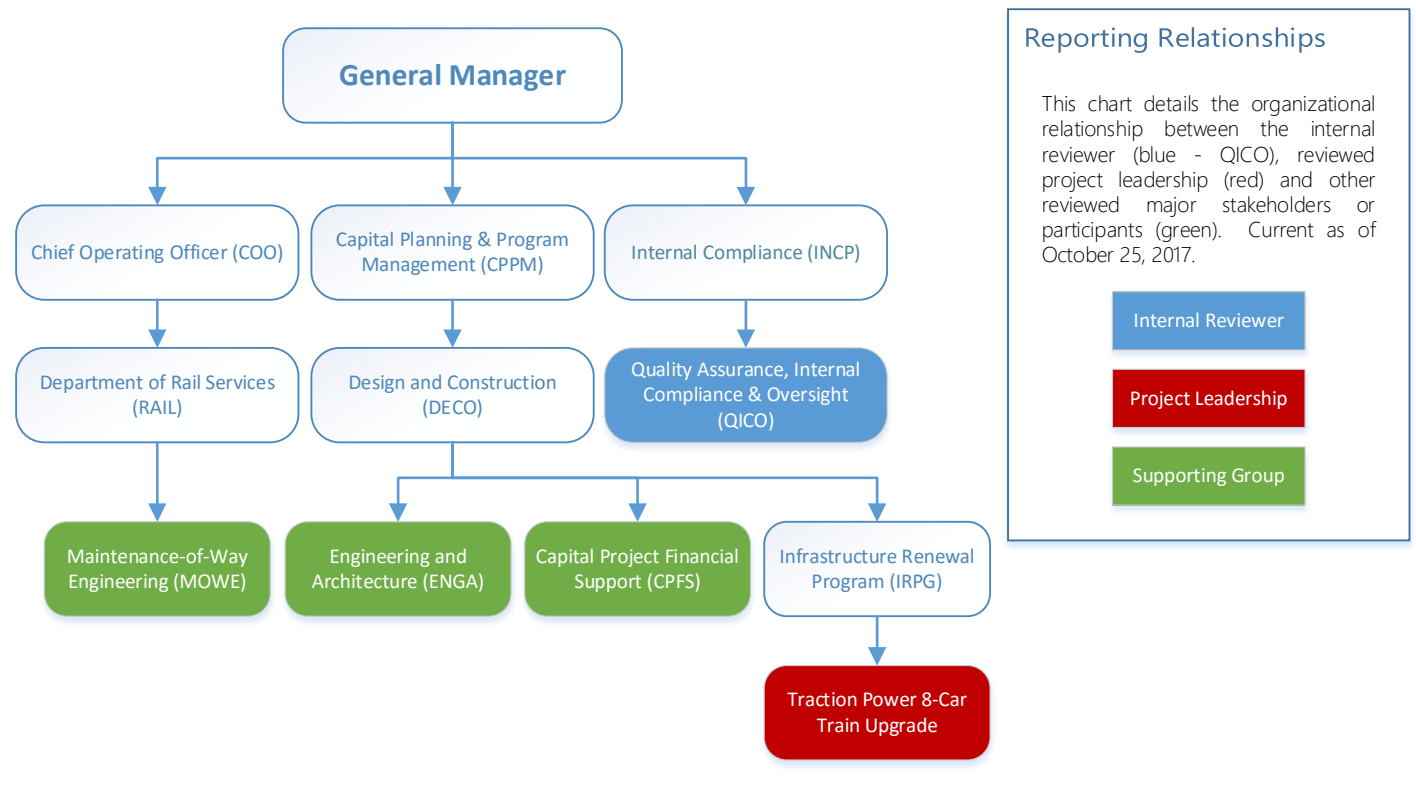 General Manager
Chief Operating Officer (COO)
Capital Planning & Program
Management (CPPM)
Internal Compliance (INCP)
Department of Rail Services
(RAIL)
Design and Construction
(DECO)
Quality Assurance, Internal
Compliance & Oversight
(QICO)
Maintenance-of-Way
Engineering (MOWE)
Engineering and
Architecture (ENGA)
Capital Project Financial
Support (CPFS)
Infrastructure Renewal
Program (IRPG)
Traction Power 8-Car
Train Upgrade
Reporting Relationships
This chart details the organizational
relationship between the internal
reviewer (blue - QICO), reviewed
project leadership (red) and other
reviewed major stakeholders or
participants (green). Current as of
October 25, 2017.
Internal Reviewer
Project Leadership
Supporting Group